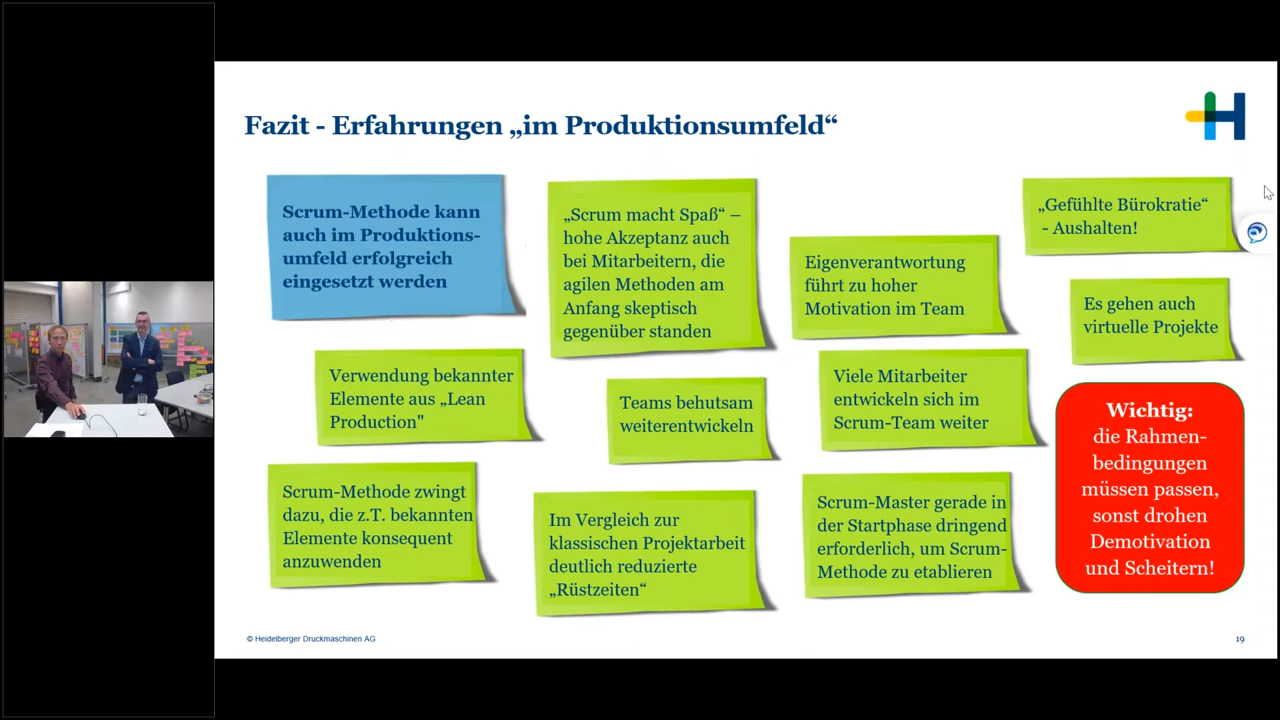 Fazit - Erfahrungen „im Produktionsumfeld“
Scrum-Methode kann
auch im Produktions-
umfeld erfolgreich
eingesetzt werden
„Scrum macht Spaß“ –
hohe Akzeptanz auch
bei Mitarbeitern, die
agilen Methoden am
Anfang skeptisch
gegenüber standen
Eigenverantwortung
führt zu hoher
Motivation im Team
„Gefühlte Bürokratie“
- Aushalten!
Es gehen auch
virtuelle Projekte
Verwendung bekannter
Elemente aus „Lean
Production"
Teams behutsam
weiterentwickeln
Viele Mitarbeiter
entwickeln sich im
Scrum-Team weiter
Wichtig:
die Rahmen-
bedingungen
müssen passen,
sonst drohen
Demotivation
und Scheitern!
Scrum-Methode zwingt
dazu, die z.T. bekannten
Elemente konsequent
anzuwenden
Im Vergleich zur
klassischen Projektarbeit
deutlich reduzierte
„Rüstzeiten“
Scrum-Master gerade in
der Startphase dringend
erforderlich, um Scrum-
Methode zu etablieren
© Heidelberger Druckmaschinen AG
19